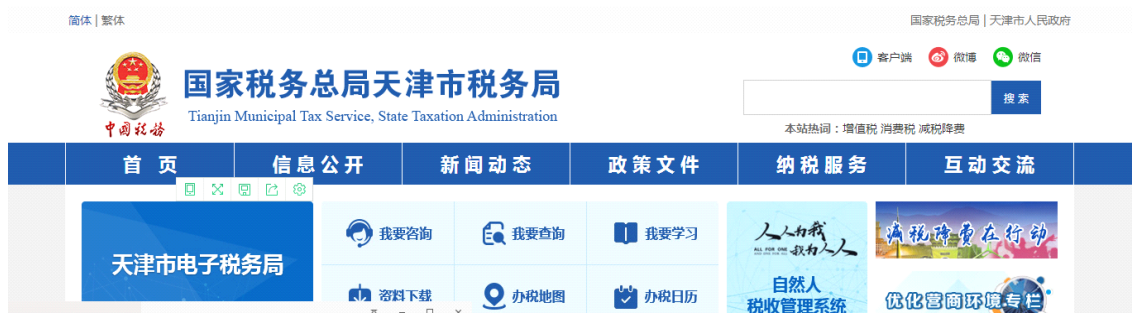 简体 | 繁体
国家税务总局 | 天津市人民政府
客户端 微博 微信
国家税务总局天津市税务局
Tianjin Municipal Tax Service, State Taxation Administration
中国税务
搜索
本站热词：增值税 消费税 减税降费
首页 信息公开 新闻动态 政策文件 纳税服务 互动交流
天津市电子税务局
我要咨询 我要查询 我要学习
资料下载 办税地图 办税日历
人人为我
ALL FOR ONE
我为人人
自然人
税收管理系统
减税降费在行动
优化营商环境专栏